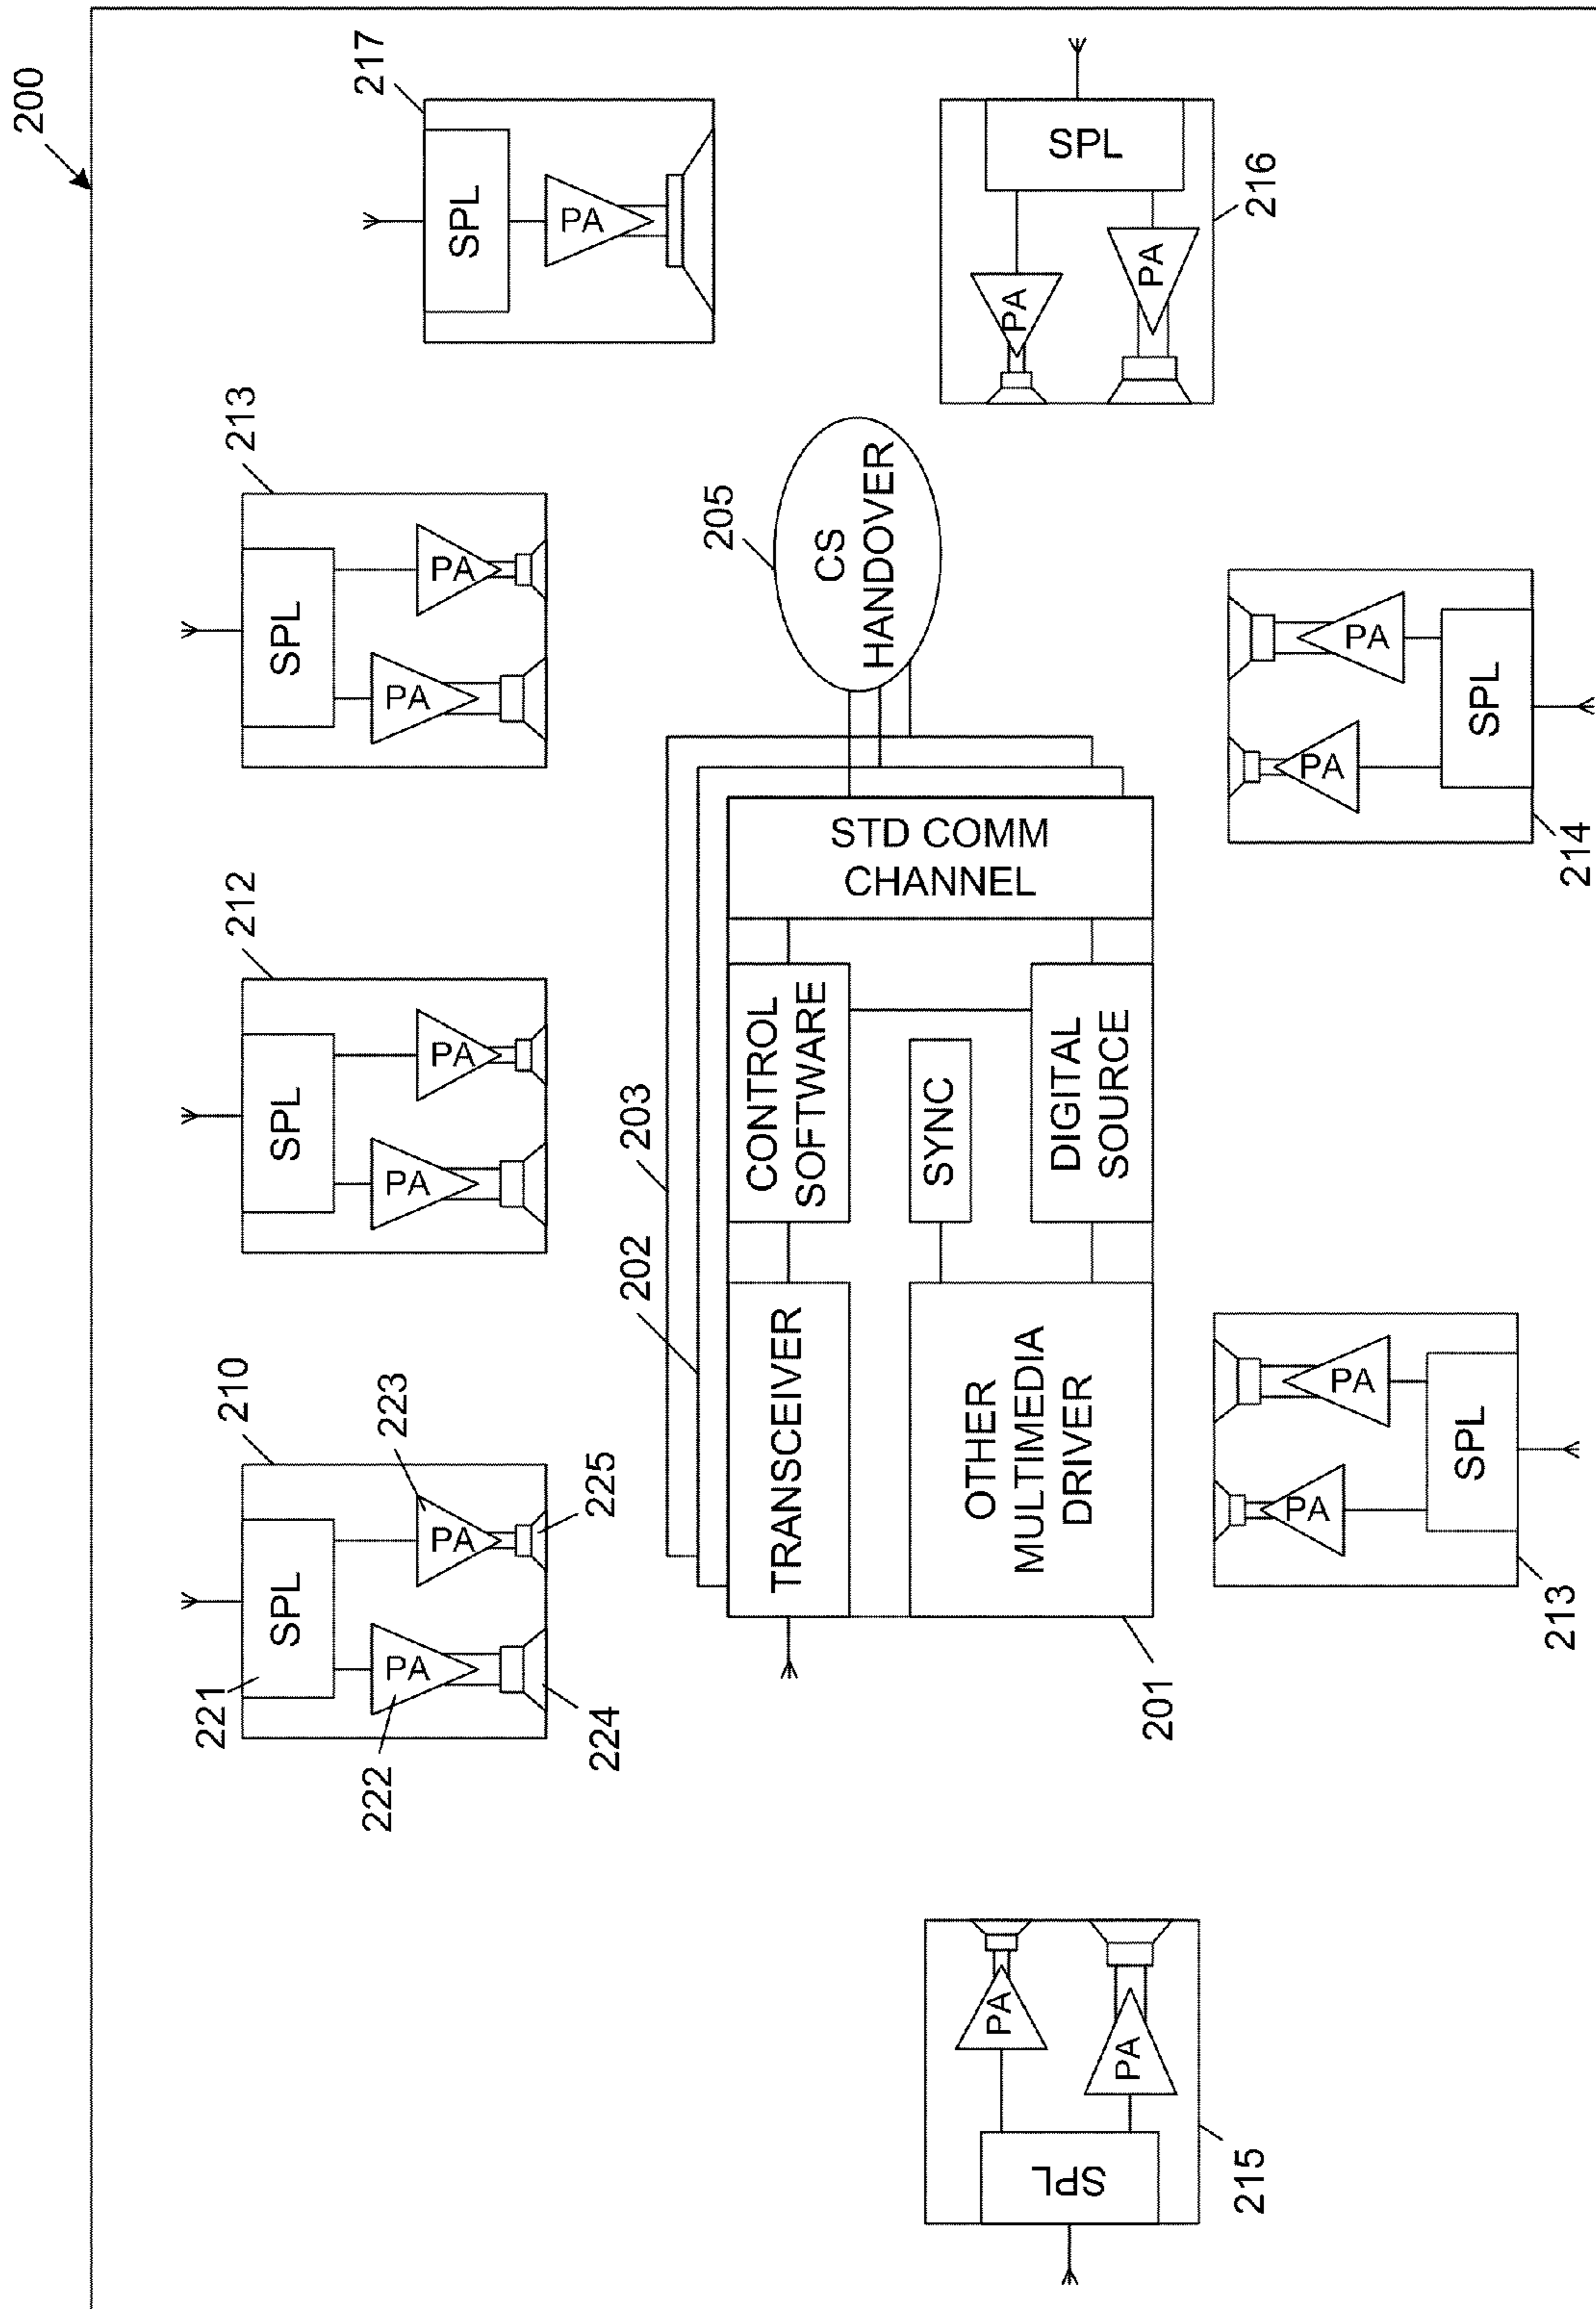 200
210
221
SPL
222
PA
223
PA
224
225
212
SPL
PA
PA
213
SPL
PA
PA
217
SPL
PA
202
203
205
TRANSCEIVER
CONTROL
SOFTWARE
STD COMM
CHANNEL
CS
HANDOVER
SYNC
OTHER
MULTIMEDIA
DRIVER
DIGITAL
SOURCE
201
215
SPL
PA
PA
216
SPL
PA
PA
213
PA
PA
SPL
214
PA
PA
SPL